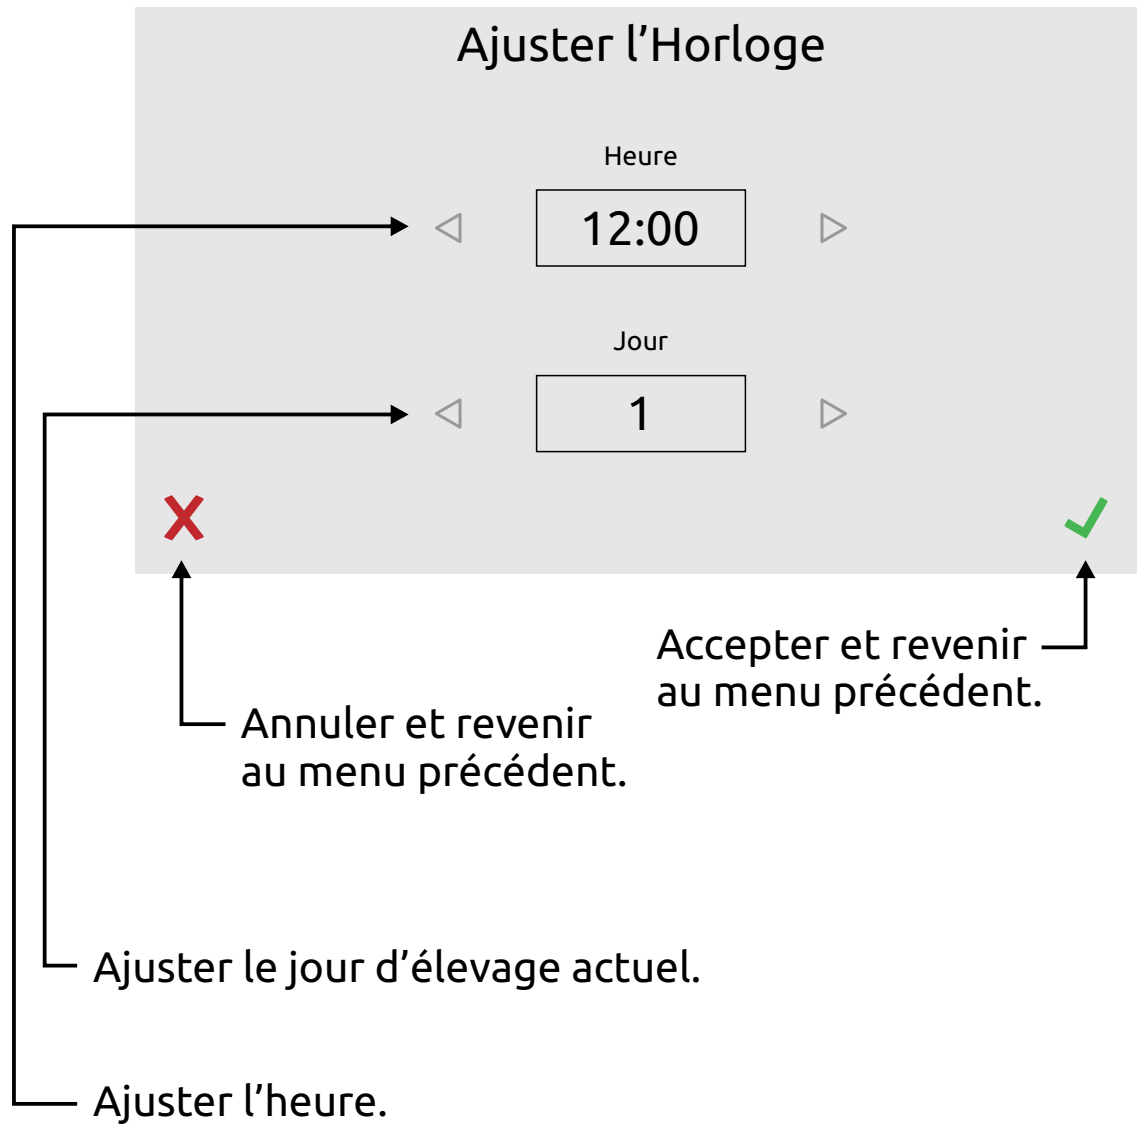 Ajuster l’Horloge
Heure
12:00
Jour
1
Accepter et revenir
au menu précédent.
Annuler et revenir
au menu précédent.
Ajuster le jour d’élevage actuel.
Ajuster l’heure.